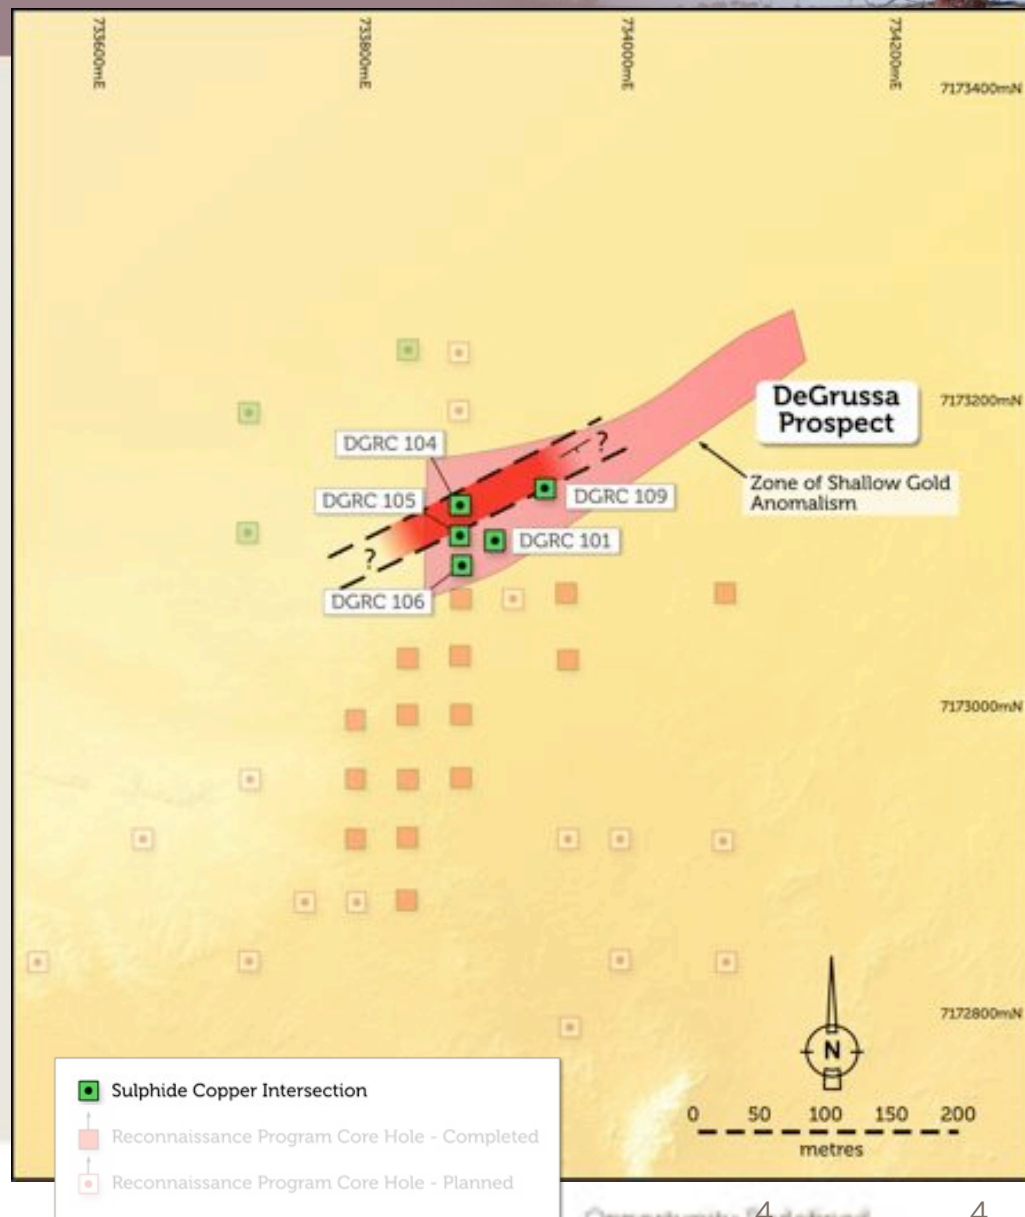 733600mE
733800mE
734000mE
734200mE
7173400mN
DeGrussa
Prospect
7173200mN
DGRC 104
?
Zone of Shallow Gold
Anomalism
DGRC 105
DGRC 109
DGRC 101
?
DGRC 106
7173000mN
7172800mN
N
Sulphide Copper Intersection
Reconnaissance Program Core Hole - Completed
Reconnaissance Program Core Hole - Planned
0 50 100 150 200
metres
4 4